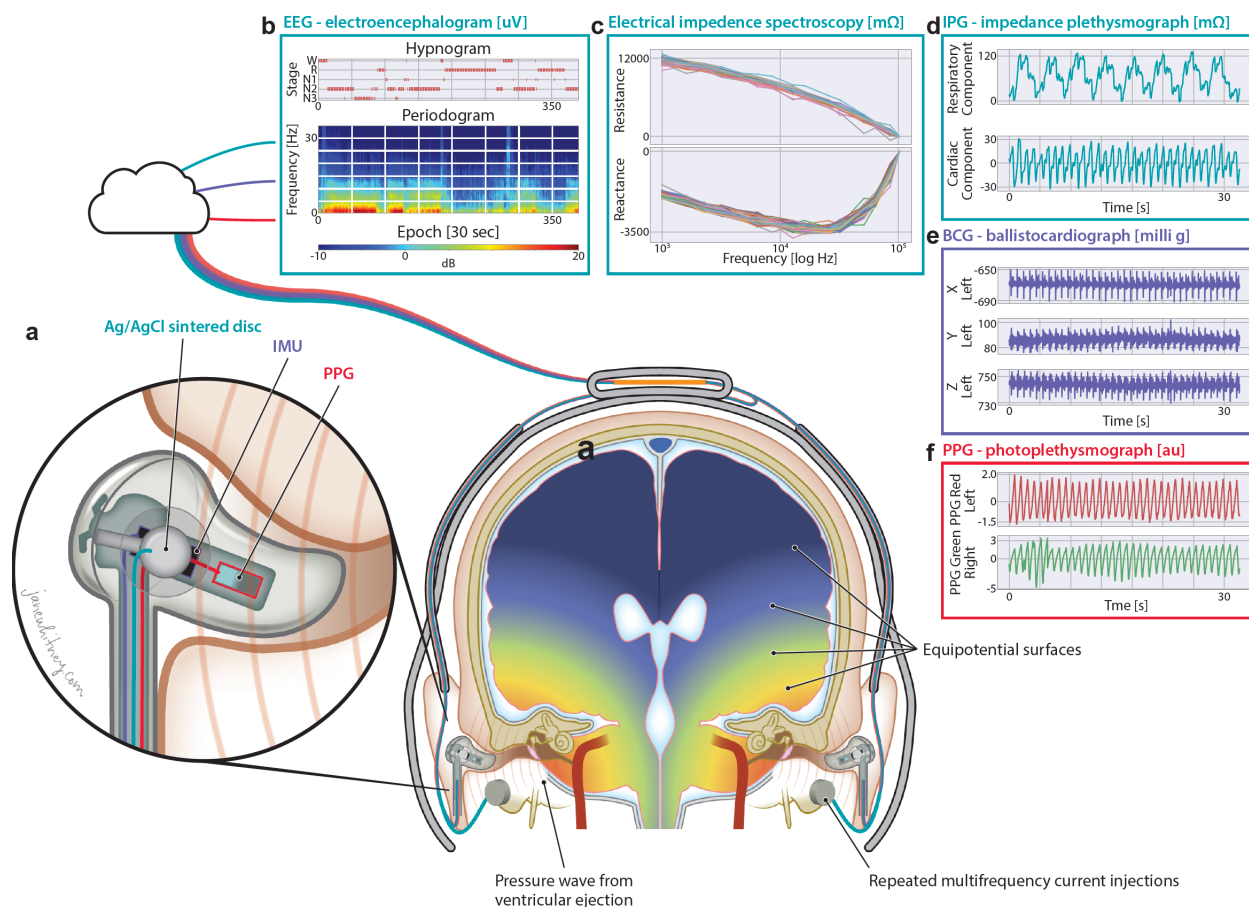 b EEG - electroencephalogram [uV]
Hypnogram
Stage
W
R
N1
N2
N3
0 350
Periodogram
Frequency [Hz]
30
0
0 350
Epoch [30 sec]
-10 0 10 20
dB
c Electrical impedance spectroscopy [mΩ]
Resistance
12000
0
Reactance
0
-3500
10³ 10⁴ 10⁵
Frequency [log Hz]
d IPG - impedance plethysmograph [mΩ]
Respiratory
Component
120
0
Cardiac
Component
30
0
-30
0 30
Time [s]
e BCG - ballistocardiograph [milli g]
X
Left
-650
-690
Y
Left
100
80
Z
Left
750
730
0 30
Time [s]
f PPG - photoplethysmograph [au]
PPG Red
Left
2.0
0
-1.5
PPG Green
Right
3
0
-5
0 30
Tme [s]
a
Ag/AgCl sintered disc
IMU
PPG
janewhitney.com
a
Equipotential surfaces
Pressure wave from
ventricular ejection
Repeated multifrequency current injections